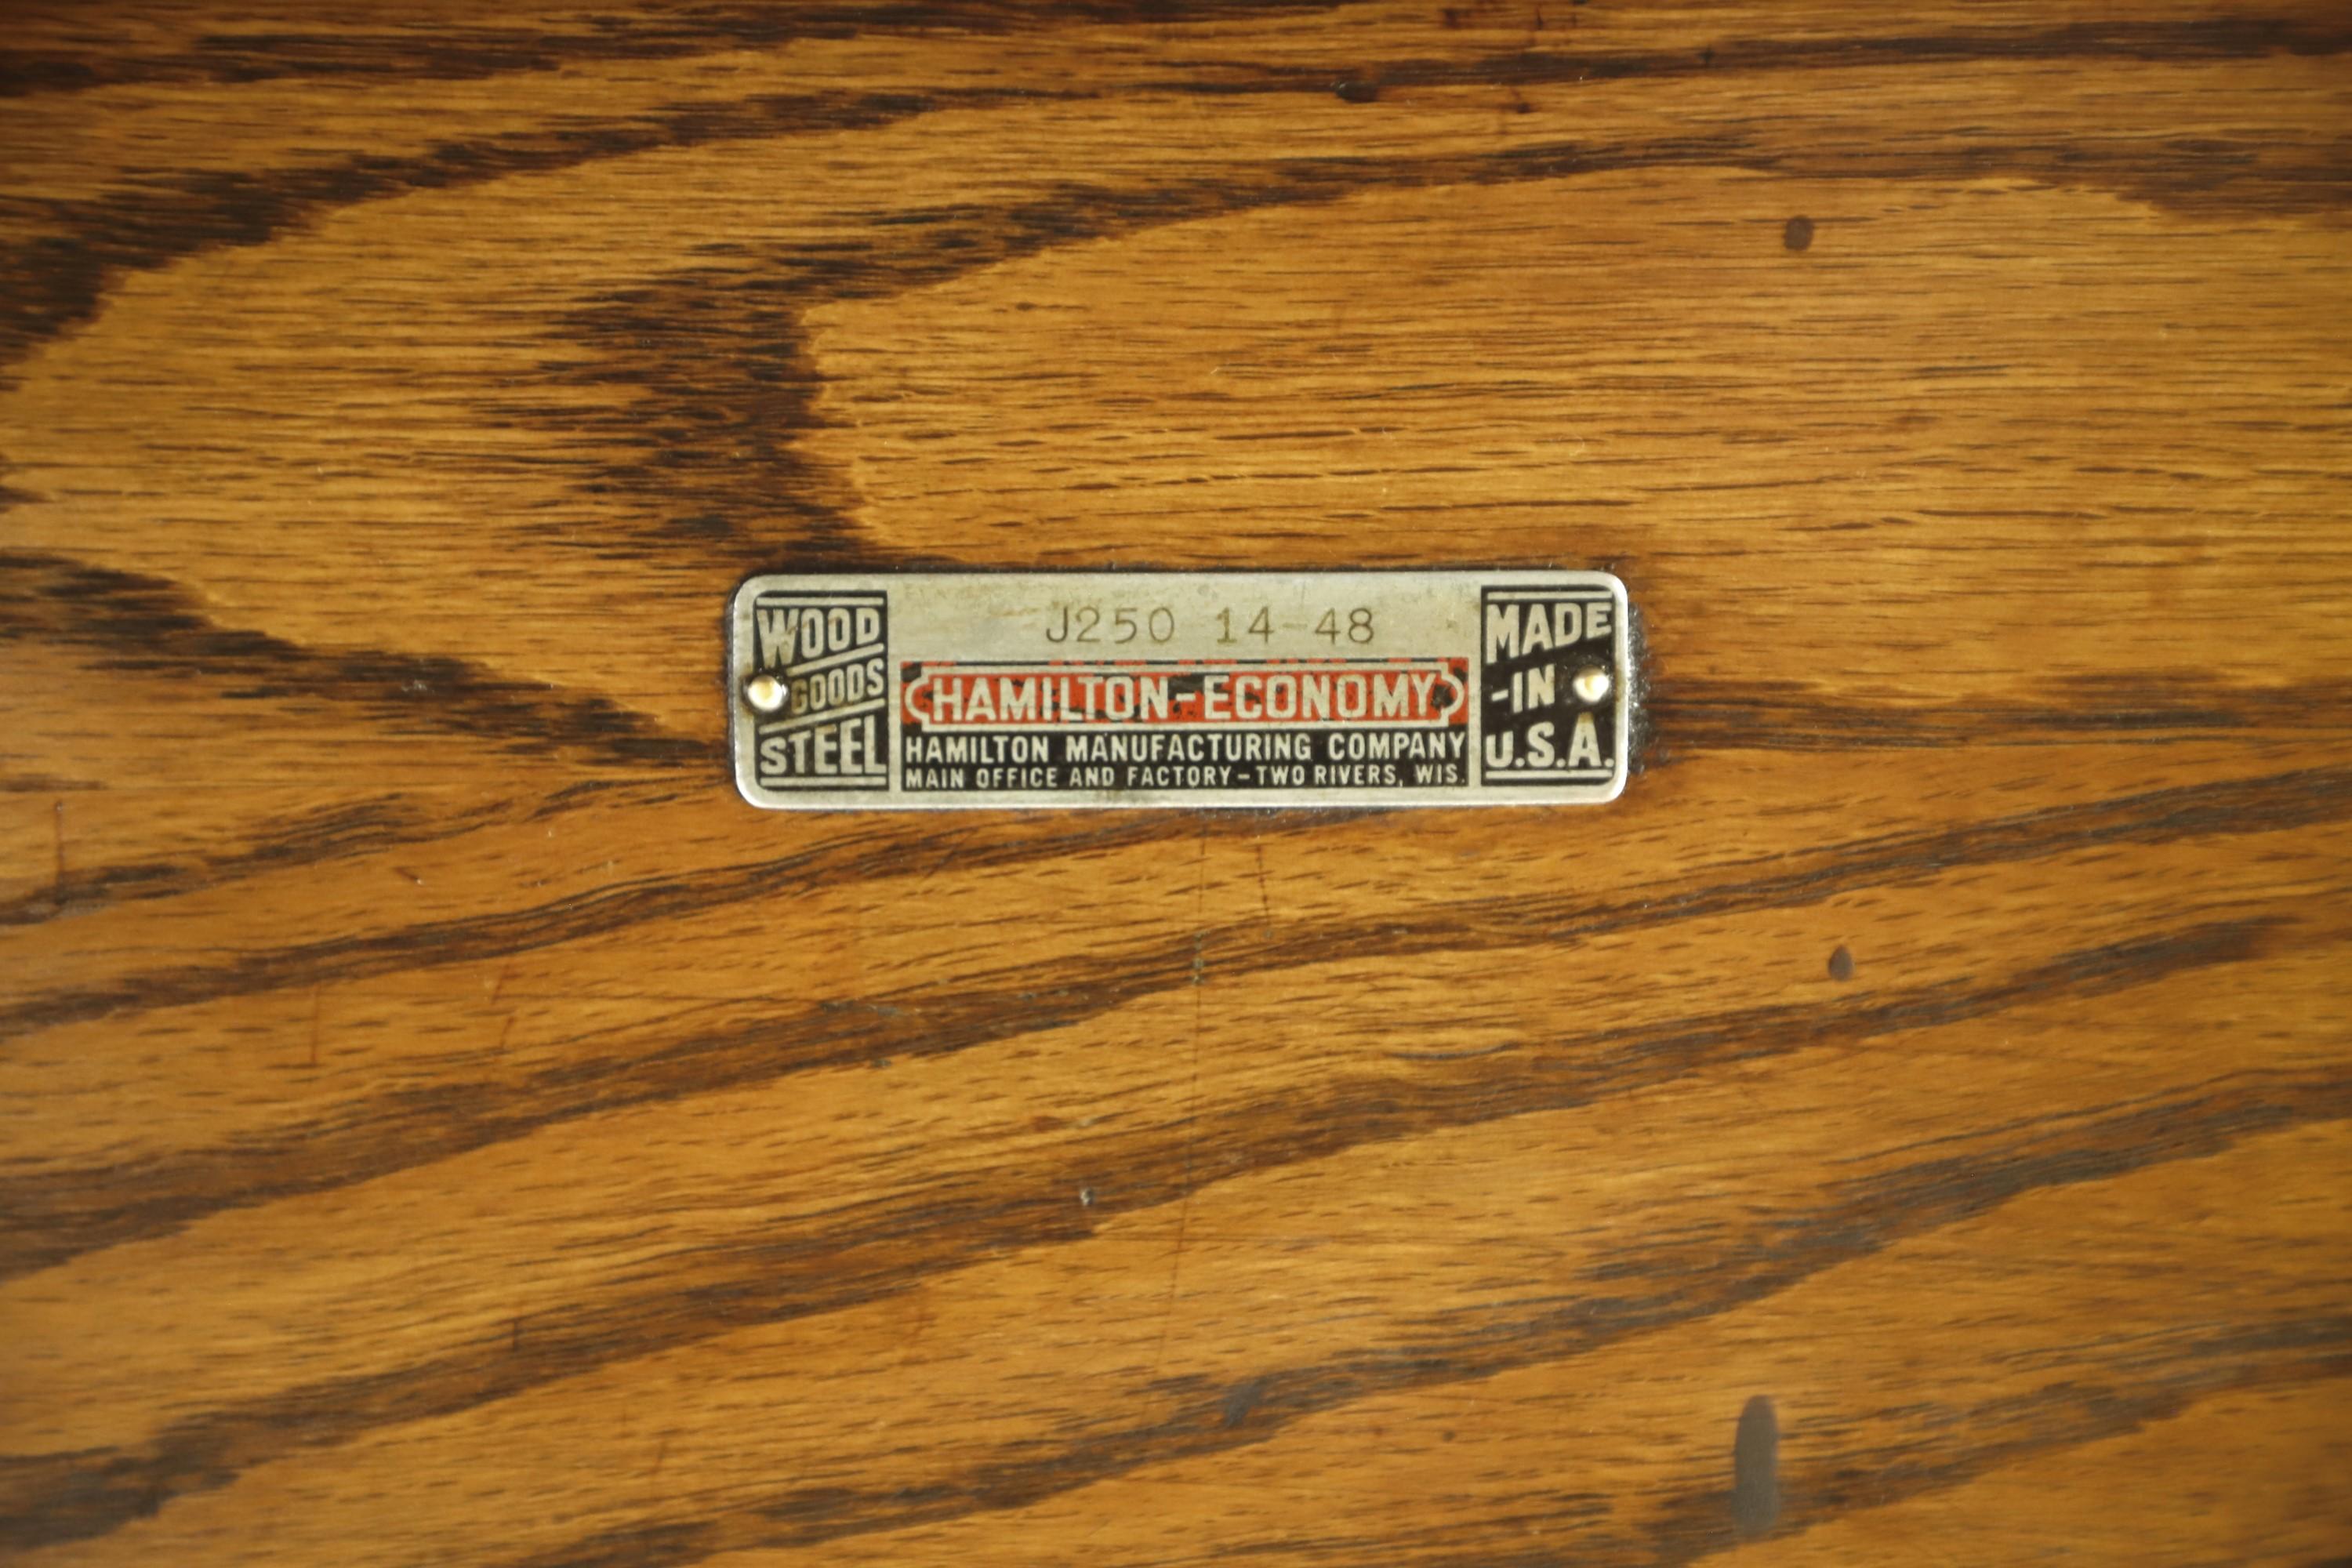 WOOD
GOODS
STEEL
J250 14-48
HAMILTON-ECONOMY
HAMILTON MANUFACTURING COMPANY
MAIN OFFICE AND FACTORY-TWO RIVERS, WIS.
MADE
-IN
U.S.A.